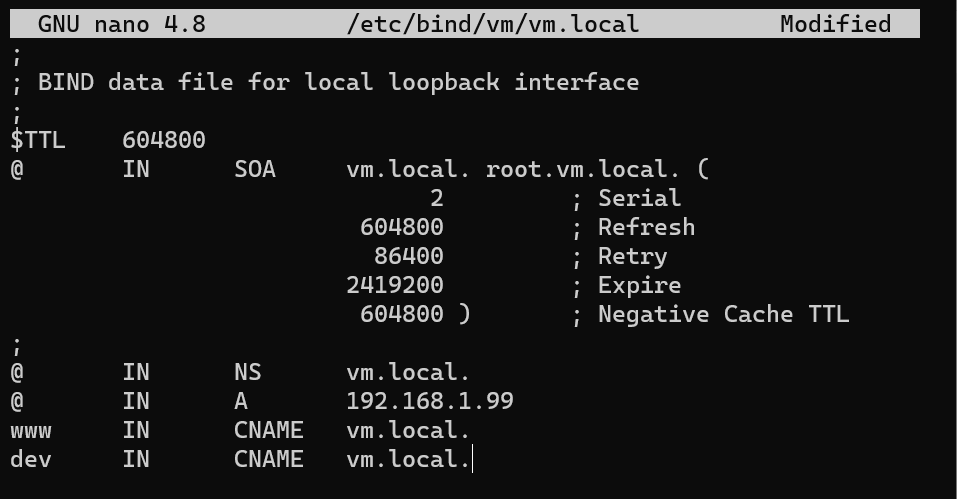 GNU nano 4.8 /etc/bind/vm/vm.local Modified
;
; BIND data file for local loopback interface
;
$TTL 604800
@ IN SOA vm.local. root.vm.local. (
2 ; Serial
604800 ; Refresh
86400 ; Retry
2419200 ; Expire
604800 ) ; Negative Cache TTL
;
@ IN NS vm.local.
@ IN A 192.168.1.99
www IN CNAME vm.local.
dev IN CNAME vm.local.